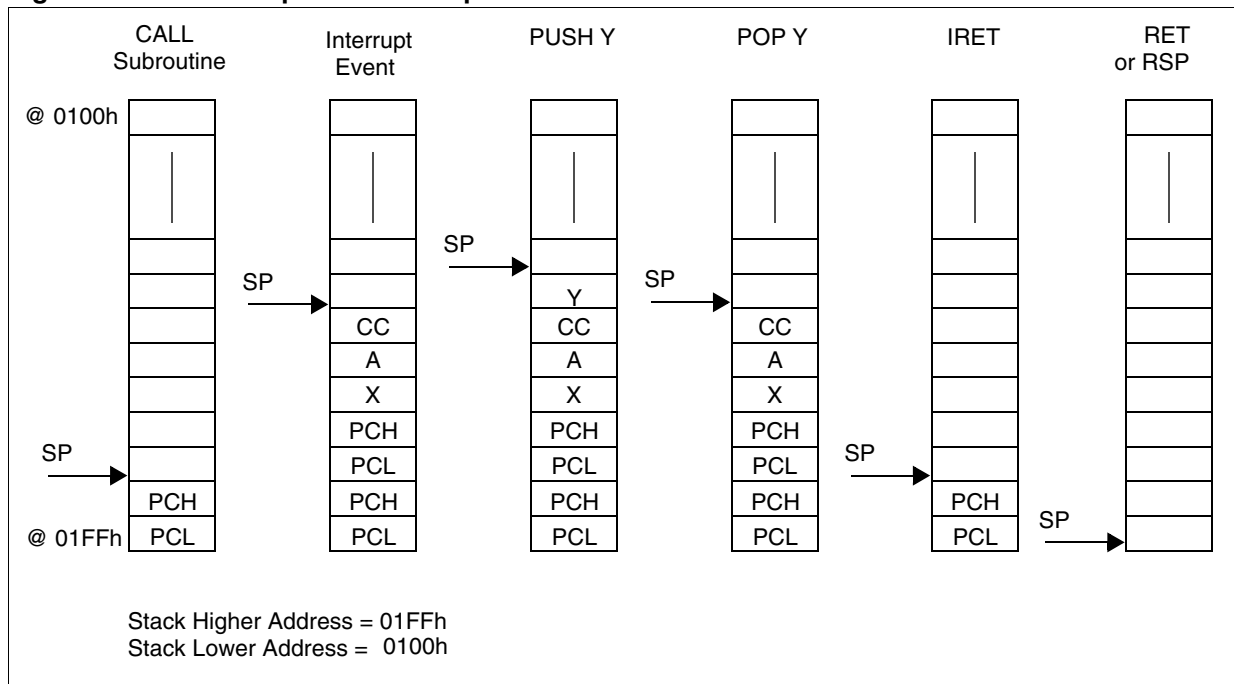 CALL
Subroutine
Interrupt
Event
PUSH Y
POP Y
IRET
RET
or RSP
@ 0100h
SP
SP
SP
Y
CC
CC
CC
A
A
A
X
X
X
PCH
PCH
PCH
SP
PCL
PCL
PCL
SP
PCH
PCH
PCH
PCH
PCH
SP
@ 01FFh
PCL
PCL
PCL
PCL
PCL
Stack Higher Address = 01FFh
Stack Lower Address = 0100h